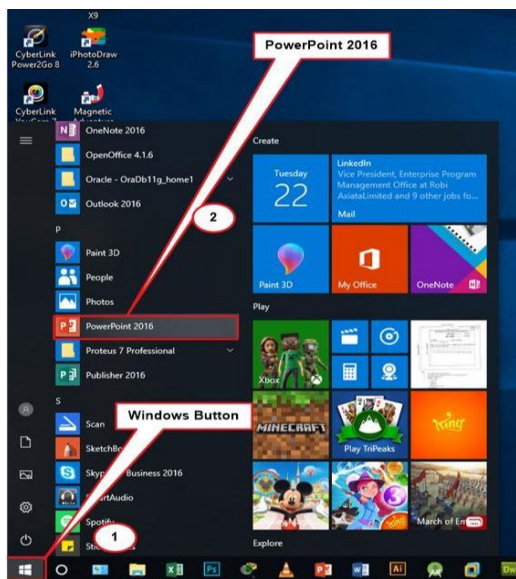 X9
CyberLink
Power2Go 8
iPhotoDraw
2.6
CyberLink
Magnetic
PowerPoint 2016
OneNote 2016
OpenOffice 4.1.6
Oracle - OraDb11g_home1
Outlook 2016
2
P
Paint 3D
People
Photos
PowerPoint 2016
Proteus 7 Professional
Publisher 2016
S
Scan
Windows Button
Business 2016
Spotify
1
Create
Tuesday
22
LinkedIn
Vice President, Enterprise Program
Management Office at Robi
AxiataLimited and 9 other jobs fo...
Mail
Paint 3D
My Office
OneNote
Play
Xbox
MINECRAFT
Play TriPeaks
King
March of Em
Explore
Ps
Ai
Dw